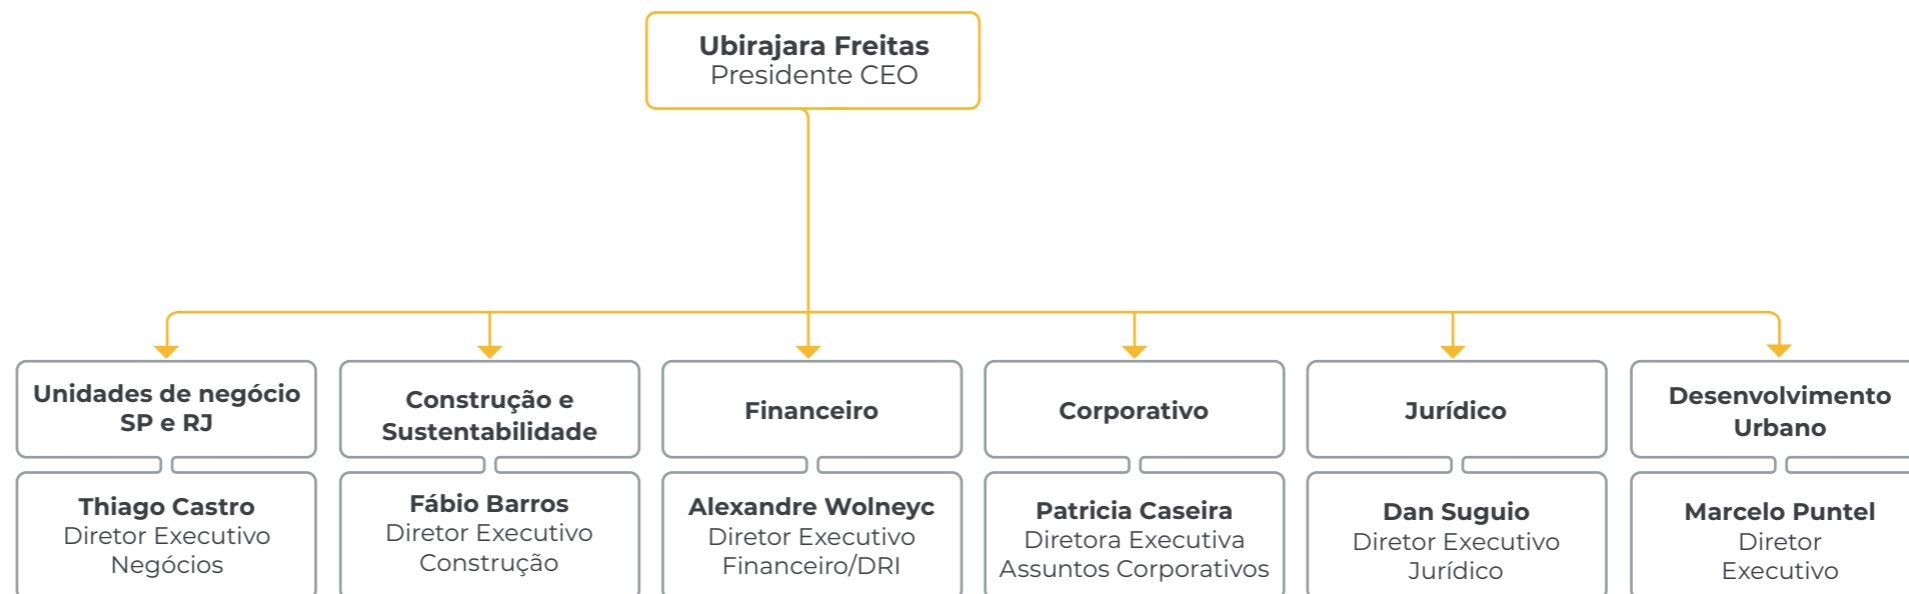 Ubirajara Freitas
Presidente CEO
Unidades de negócio
SP e RJ
Thiago Castro
Diretor Executivo
Negócios
Construção e
Sustentabilidade
Fábio Barros
Diretor Executivo
Construção
Financeiro
Alexandre Wolneyc
Diretor Executivo
Financeiro/DRI
Corporativo
Patricia Caseira
Diretora Executiva
Assuntos Corporativos
Jurídico
Dan Suguio
Diretor Executivo
Jurídico
Desenvolvimento
Urbano
Marcelo Puntel
Diretor
Executivo